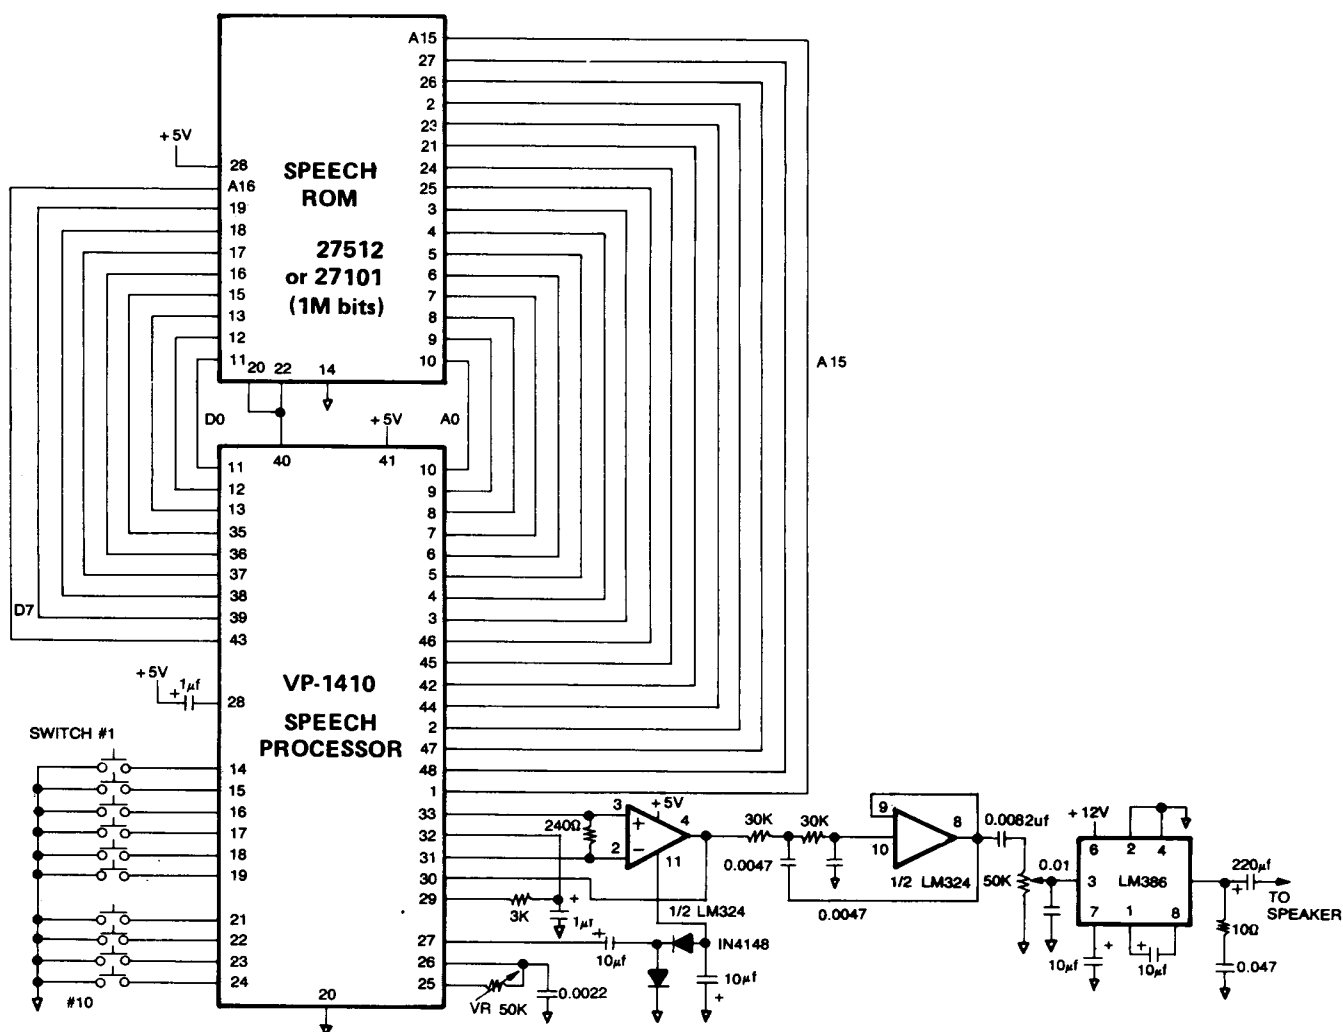 A15
27
26
2
23
21
24
25
3
4
5
6
7
8
9
10
+5V
28
A16
19
18
17
16
15
13
12
11
SPEECH
ROM
27512
or 27101
(1M bits)
20
22
14
A15
D0
+5V
A0
40
41
11
12
13
35
36
37
38
39
43
D7
10
9
8
7
6
5
4
3
46
45
42
44
2
47
48
1
33
32
31
30
29
27
26
25
+5V
+
1μf
28
VP-1410
SPEECH
PROCESSOR
SWITCH #1
14
15
16
17
18
19
21
22
23
24
#10
20
240Ω
3
+
2
−
+5V
4
11
1/2 LM324
3K
+
1μf
+
10μf
IN4148
10μf
+
VR 50K
0.0022
30K
30K
0.0047
0.0047
9
10
8
1/2 LM324
0.0082uf
50K
0.01
+12V
6
2
4
3
LM386
7
1
8
+
10μf
+
10μf
220μf
+
TO
SPEAKER
10Ω
0.047